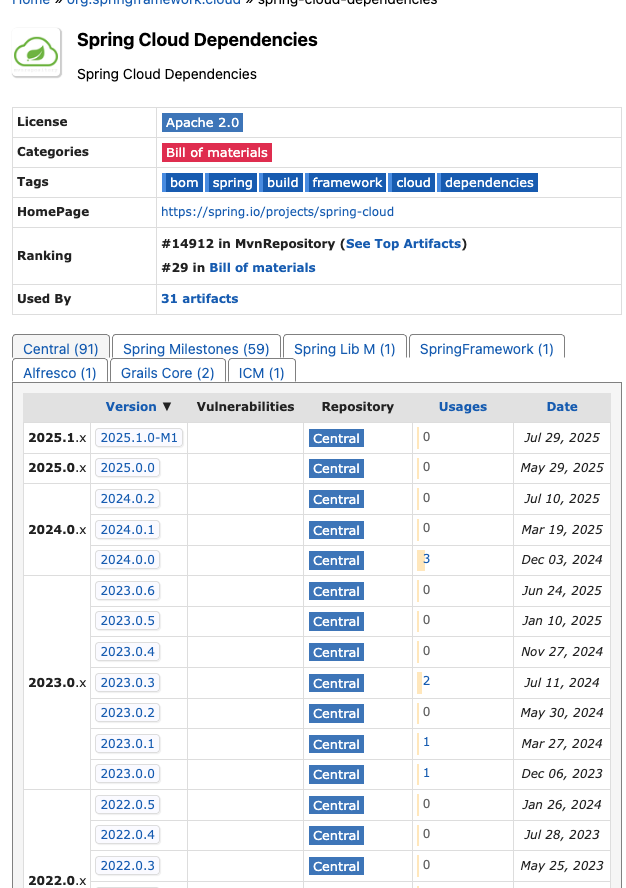 Home » org.springframework.cloud » spring-cloud-dependencies
Spring Cloud Dependencies
Spring Cloud Dependencies
License Apache 2.0
Categories Bill of materials
Tags bom spring build framework cloud dependencies
HomePage https://spring.io/projects/spring-cloud
Ranking #14912 in MvnRepository (See Top Artifacts)
#29 in Bill of materials
Used By 31 artifacts
Central (91) Spring Milestones (59) Spring Lib M (1) SpringFramework (1)
Alfresco (1) Grails Core (2) ICM (1)
Version ▼ Vulnerabilities Repository Usages Date
2025.1.x 2025.1.0-M1 Central 0 Jul 29, 2025
2025.0.x 2025.0.0 Central 0 May 29, 2025
2024.0.2 Central 0 Jul 10, 2025
2024.0.x 2024.0.1 Central 0 Mar 19, 2025
2024.0.0 Central 3 Dec 03, 2024
2023.0.6 Central 0 Jun 24, 2025
2023.0.5 Central 0 Jan 10, 2025
2023.0.4 Central 0 Nov 27, 2024
2023.0.x 2023.0.3 Central 2 Jul 11, 2024
2023.0.2 Central 0 May 30, 2024
2023.0.1 Central 1 Mar 27, 2024
2023.0.0 Central 1 Dec 06, 2023
2022.0.5 Central 0 Jan 26, 2024
2022.0.4 Central 0 Jul 28, 2023
2022.0.3 Central 0 May 25, 2023
2022.0.x